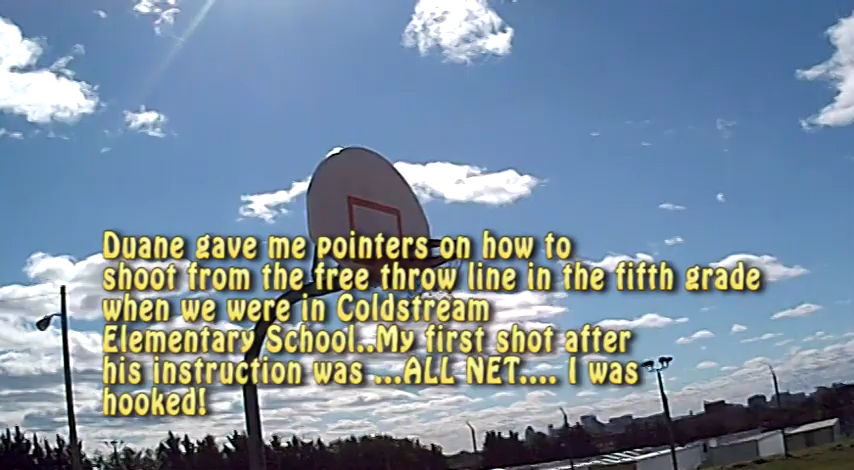 Duane gave me pointers on how to
shoot from the free throw line in the fifth grade
when we were in Coldstream
Elementary School..My first shot after
his instruction was ...ALL NET.... I was
hooked!